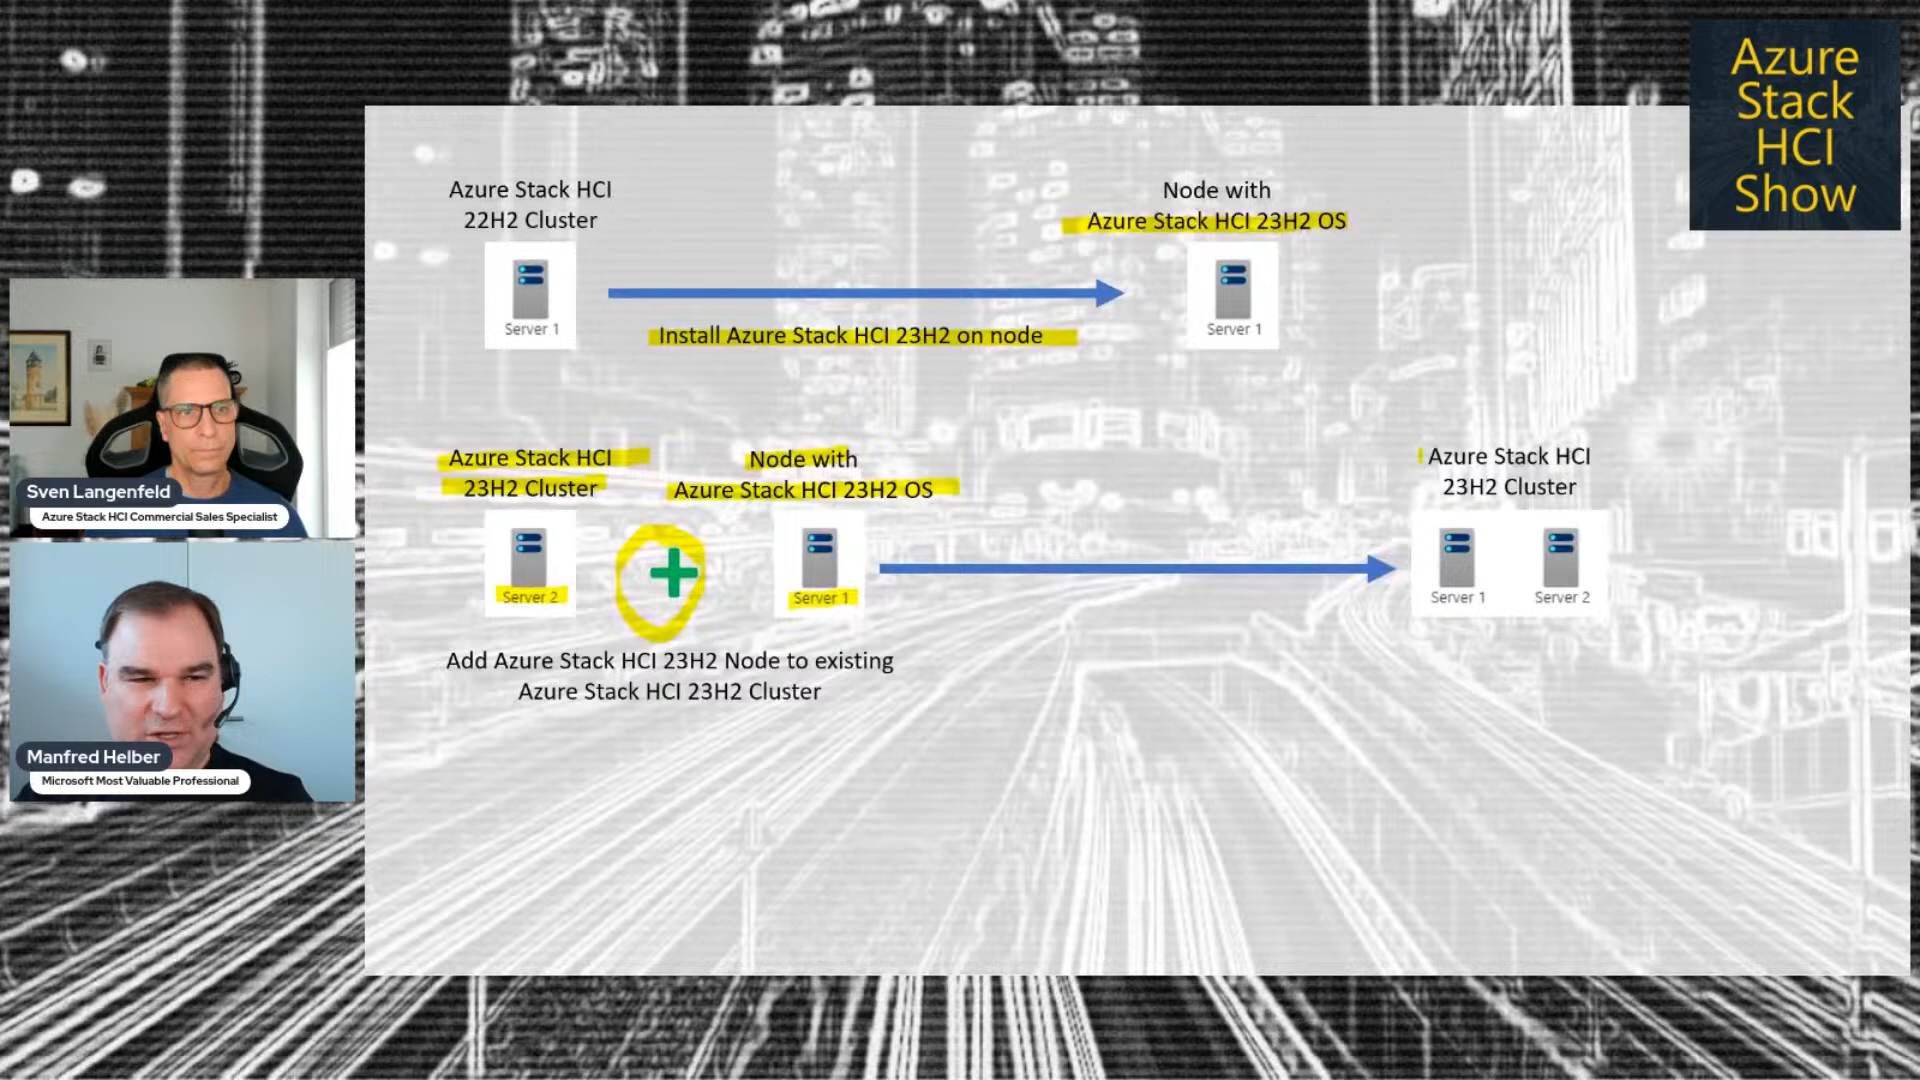 Azure
Stack
HCI
Show
Azure Stack HCI
22H2 Cluster
Server 1
Install Azure Stack HCI 23H2 on node
Node with
Azure Stack HCI 23H2 OS
Server 1
Azure Stack HCI
23H2 Cluster
Server 2
Node with
Azure Stack HCI 23H2 OS
Server 1
Add Azure Stack HCI 23H2 Node to existing
Azure Stack HCI 23H2 Cluster
Azure Stack HCI
23H2 Cluster
Server 1
Server 2
Sven Langenfeld
Azure Stack HCI Commercial Sales Specialist
Manfred Helber
Microsoft Most Valuable Professional